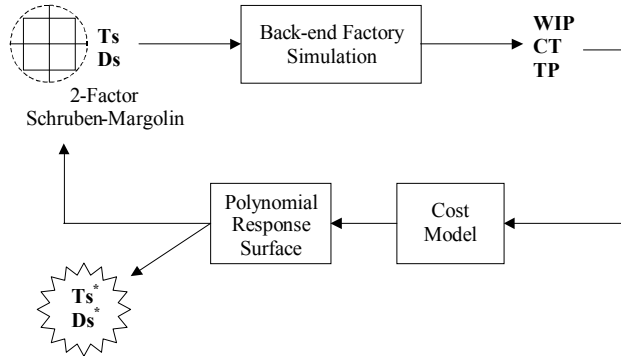 Ts
Ds
2-Factor
Schruben-Margolin
Back-end Factory
Simulation
WIP
CT
TP
Polynomial
Response
Surface
Cost
Model
Ts*
Ds*